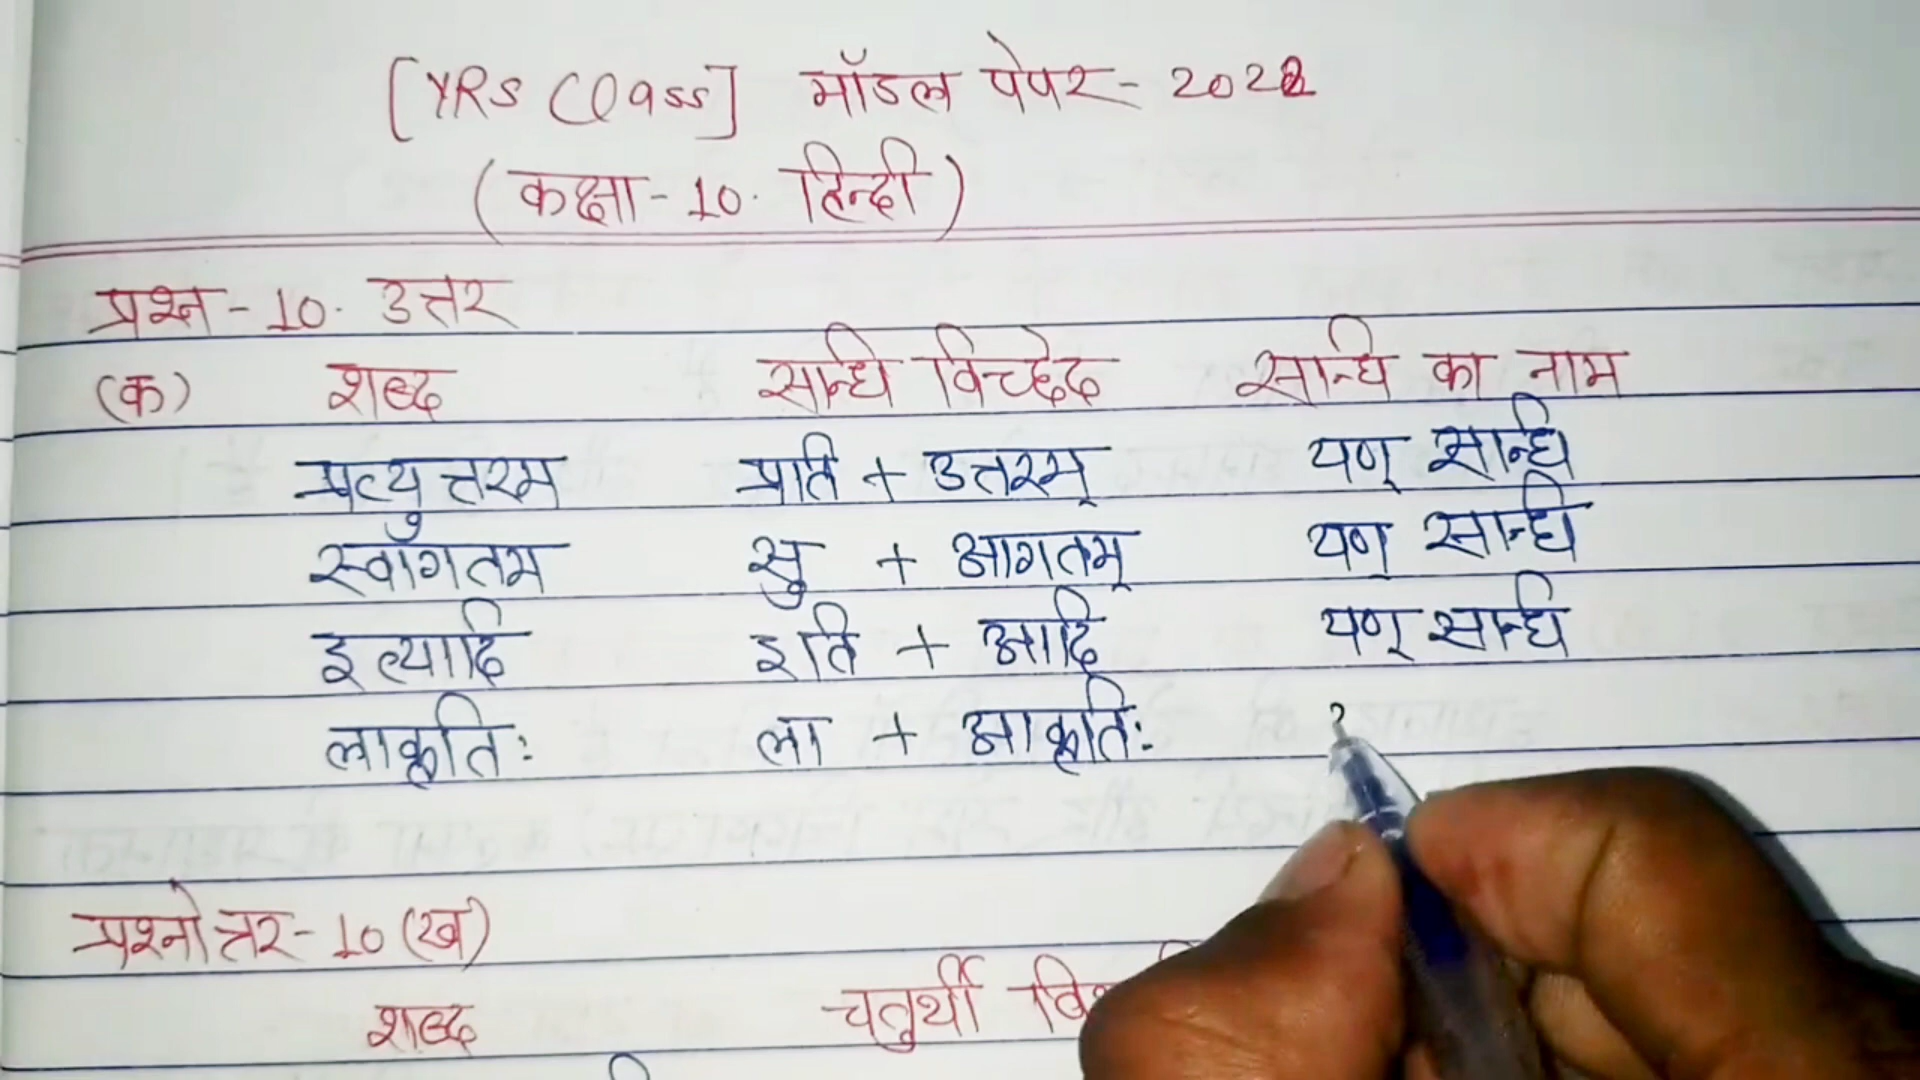 [YRS Class] मॉडल पेपर - 2022
(कक्षा - 10. हिन्दी)
प्रश्न - 10. उत्तर
(क) शब्द सन्धि विच्छेद सन्धि का नाम
प्रत्युत्तरम प्रति + उत्तरम् यण् सन्धि
स्वागतम सु + आगतम् यण् सन्धि
इत्यादि इति + आदि यण् सन्धि
लाकृति: ला + आकृति:
प्रश्नोत्तर - 10 (ख)
शब्द चतुर्थी